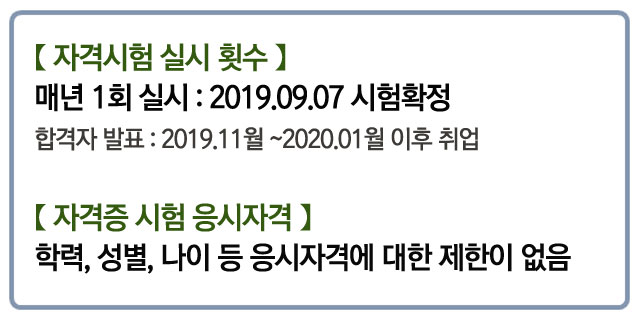 【 자격시험 실시 횟수 】
매년 1회 실시 : 2019.09.07 시험확정
합격자 발표 : 2019.11월 ~2020.01월 이후 취업
【 자격증 시험 응시자격 】
학력, 성별, 나이 등 응시자격에 대한 제한이 없음